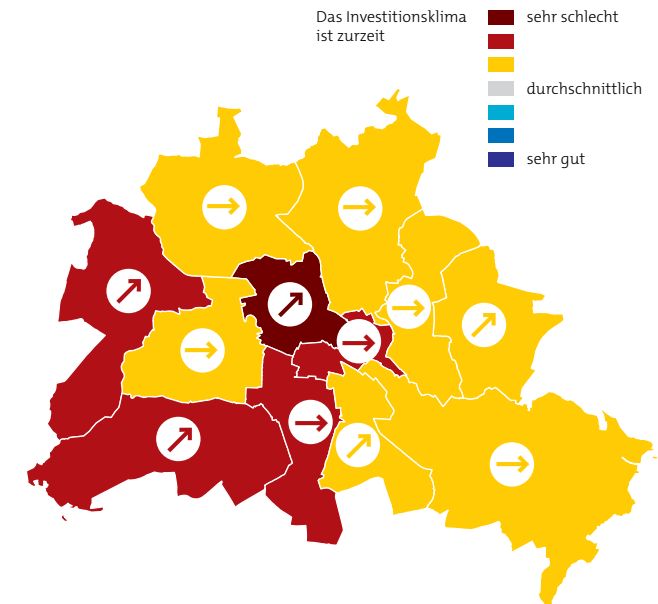 Das Investitionsklima
ist zurzeit
sehr schlecht
durchschnittlich
sehr gut